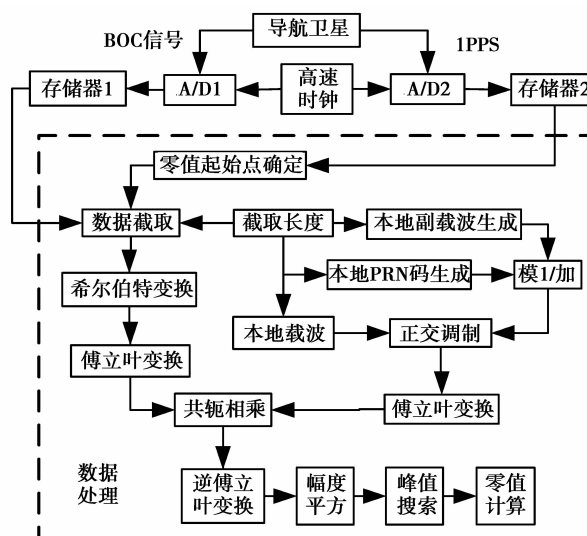 导航卫星
BOC信号
1PPS
存储器1
A/D1
高速
时钟
A/D2
存储器2
零值起始点确定
数据截取
截取长度
本地副载波生成
希尔伯特变换
本地PRN码生成
模1/加
本地载波
正交调制
傅立叶变换
共轭相乘
傅立叶变换
数据
处理
逆傅立
叶变换
幅度
平方
峰值
搜索
零值
计算